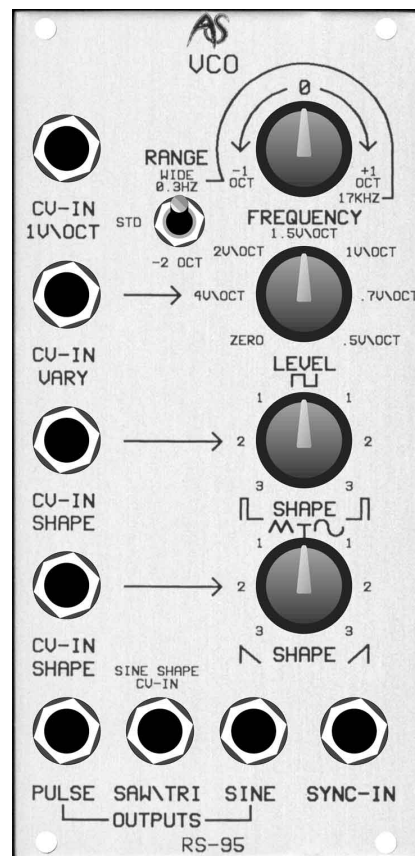 AS
VCO
0
RANGE
WIDE
0.3HZ
-1
OCT
+1
OCT
17KHZ
STD
-2 OCT
CV-IN
1V\OCT
FREQUENCY
1.5V\OCT
2V\OCT
1V\OCT
4V\OCT
.7V\OCT
ZERO
.5V\OCT
CV-IN
VARY
LEVEL
1
1
2
2
3
3
CV-IN
SHAPE
SHAPE
1
1
2
2
3
3
CV-IN
SHAPE
SHAPE
SINE SHAPE
CV-IN
PULSE
SAW\TRI
SINE
SYNC-IN
OUTPUTS
RS-95